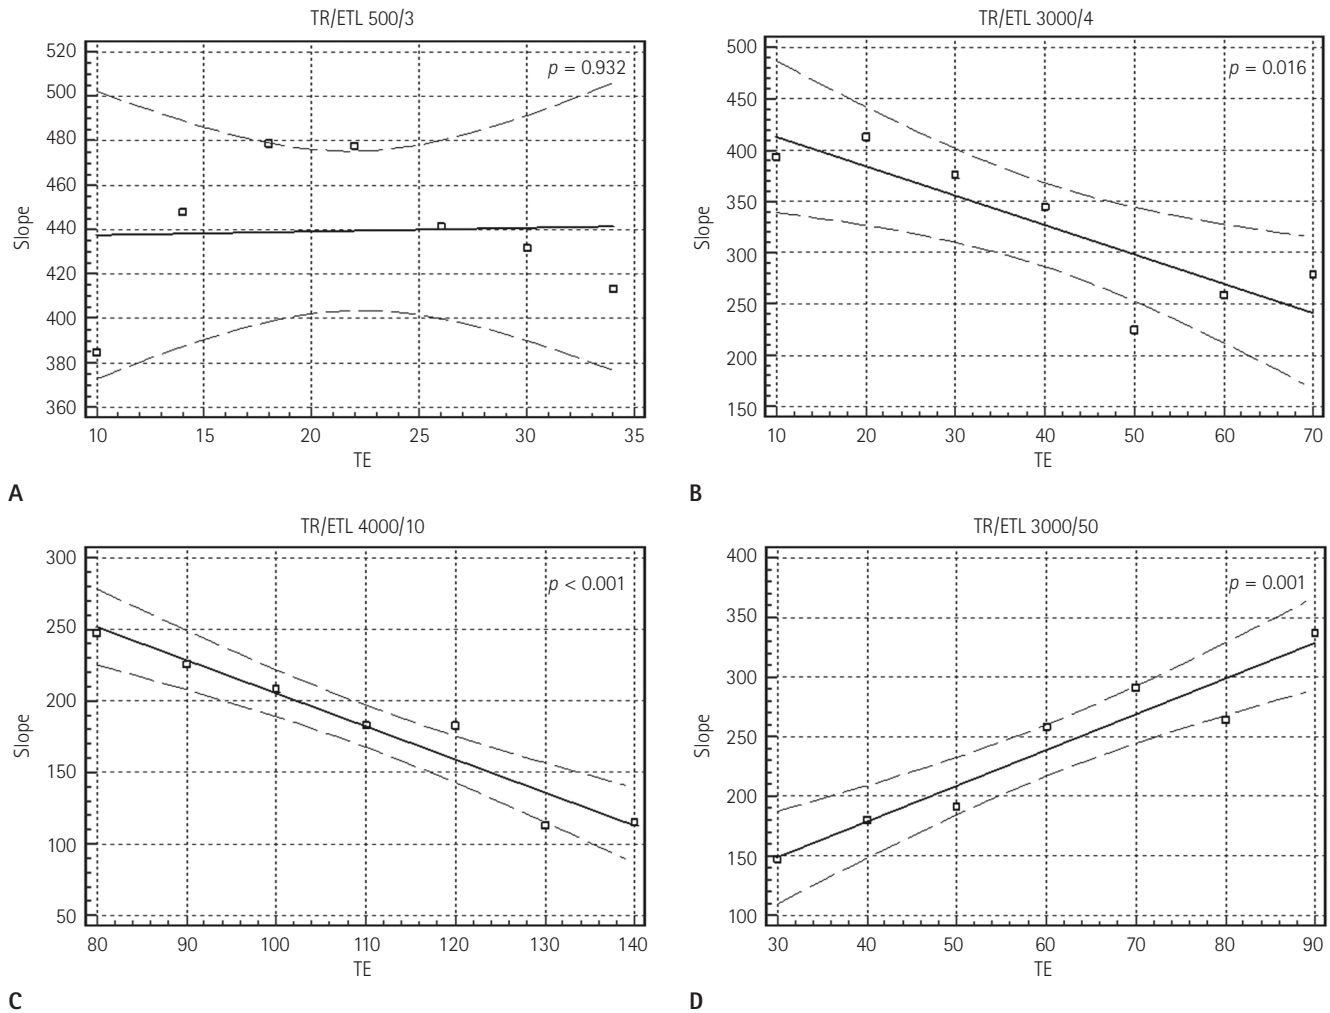 TR/ETL 500/3
520
500
480
460
440
420
400
380
360
Slope
p = 0.932
10 15 20 25 30 35
TE
A
TR/ETL 3000/4
500
450
400
350
300
250
200
150
Slope
p = 0.016
10 20 30 40 50 60 70
TE
B
TR/ETL 4000/10
300
250
200
150
100
50
Slope
p < 0.001
80 90 100 110 120 130 140
TE
C
TR/ETL 3000/50
400
350
300
250
200
150
100
Slope
p = 0.001
30 40 50 60 70 80 90
TE
D